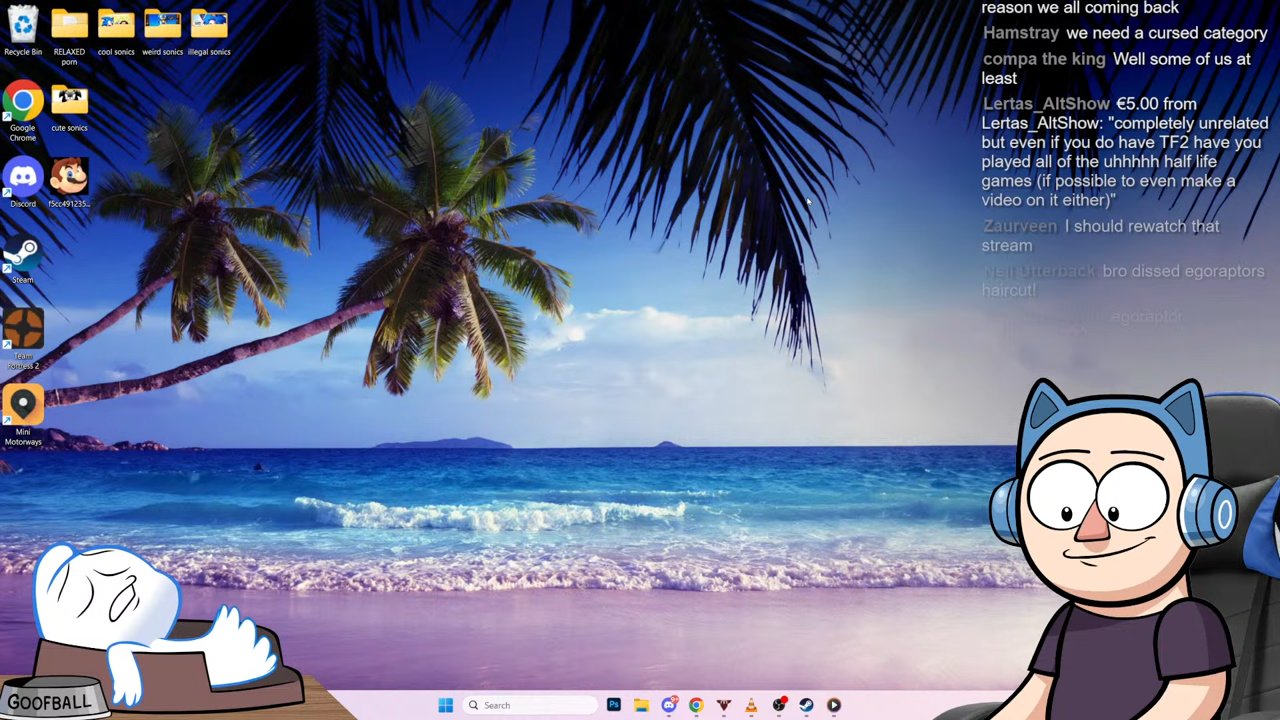 Recycle Bin
RELAXED
porn
cool sonics
weird sonics
illegal sonics
Google
Chrome
cute sonics
Discord
f5cc491235...
Steam
Team
Fortress 2
Mini
Motorways
reason we all coming back
Hamstray we need a cursed category
compa the king Well some of us at
least
Lertas_AltShow €5.00 from
Lertas_AltShow: "completely unrelated
but even if you do have TF2 have you
played all of the uhhhhh half life
games (if possible to even make a
video on it either)"
Zaurveen I should rewatch that
stream
Neil Utterback bro dissed egoraptors
haircut!
egoraptor
GOOFBALL
Search
Ps